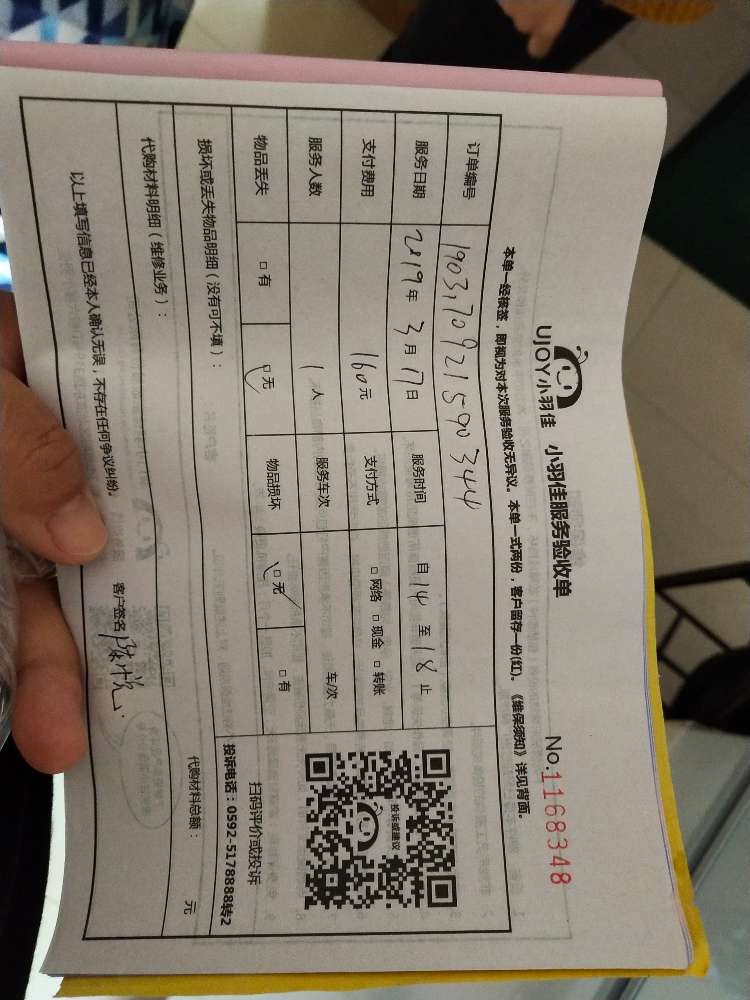 UJOY小羽佳 小羽佳服务验收单
No.1168348
本单一经核签，即视为对本次服务验收无异议。本单一式两份，客户留存一份(红)。《维保须知》详见背面。
订单编号 1903170921590344
服务日期 2019年3月17日 服务时间 自14至18止
支付费用 160元 支付方式 □网络 □现金 □转账
服务人数 1人 服务车次 车/次
物品丢失 □有 □无 物品损坏 □无 □有
损坏或丢失物品明细（没有可不填）：
代购材料明细（维修业务）：
代购材料总额： 元
投诉或建议
扫码评价或投诉
投诉电话：0592-5178888转2
以上填写信息已经本人确认无误，不存在任何争议纠纷。 客户签名